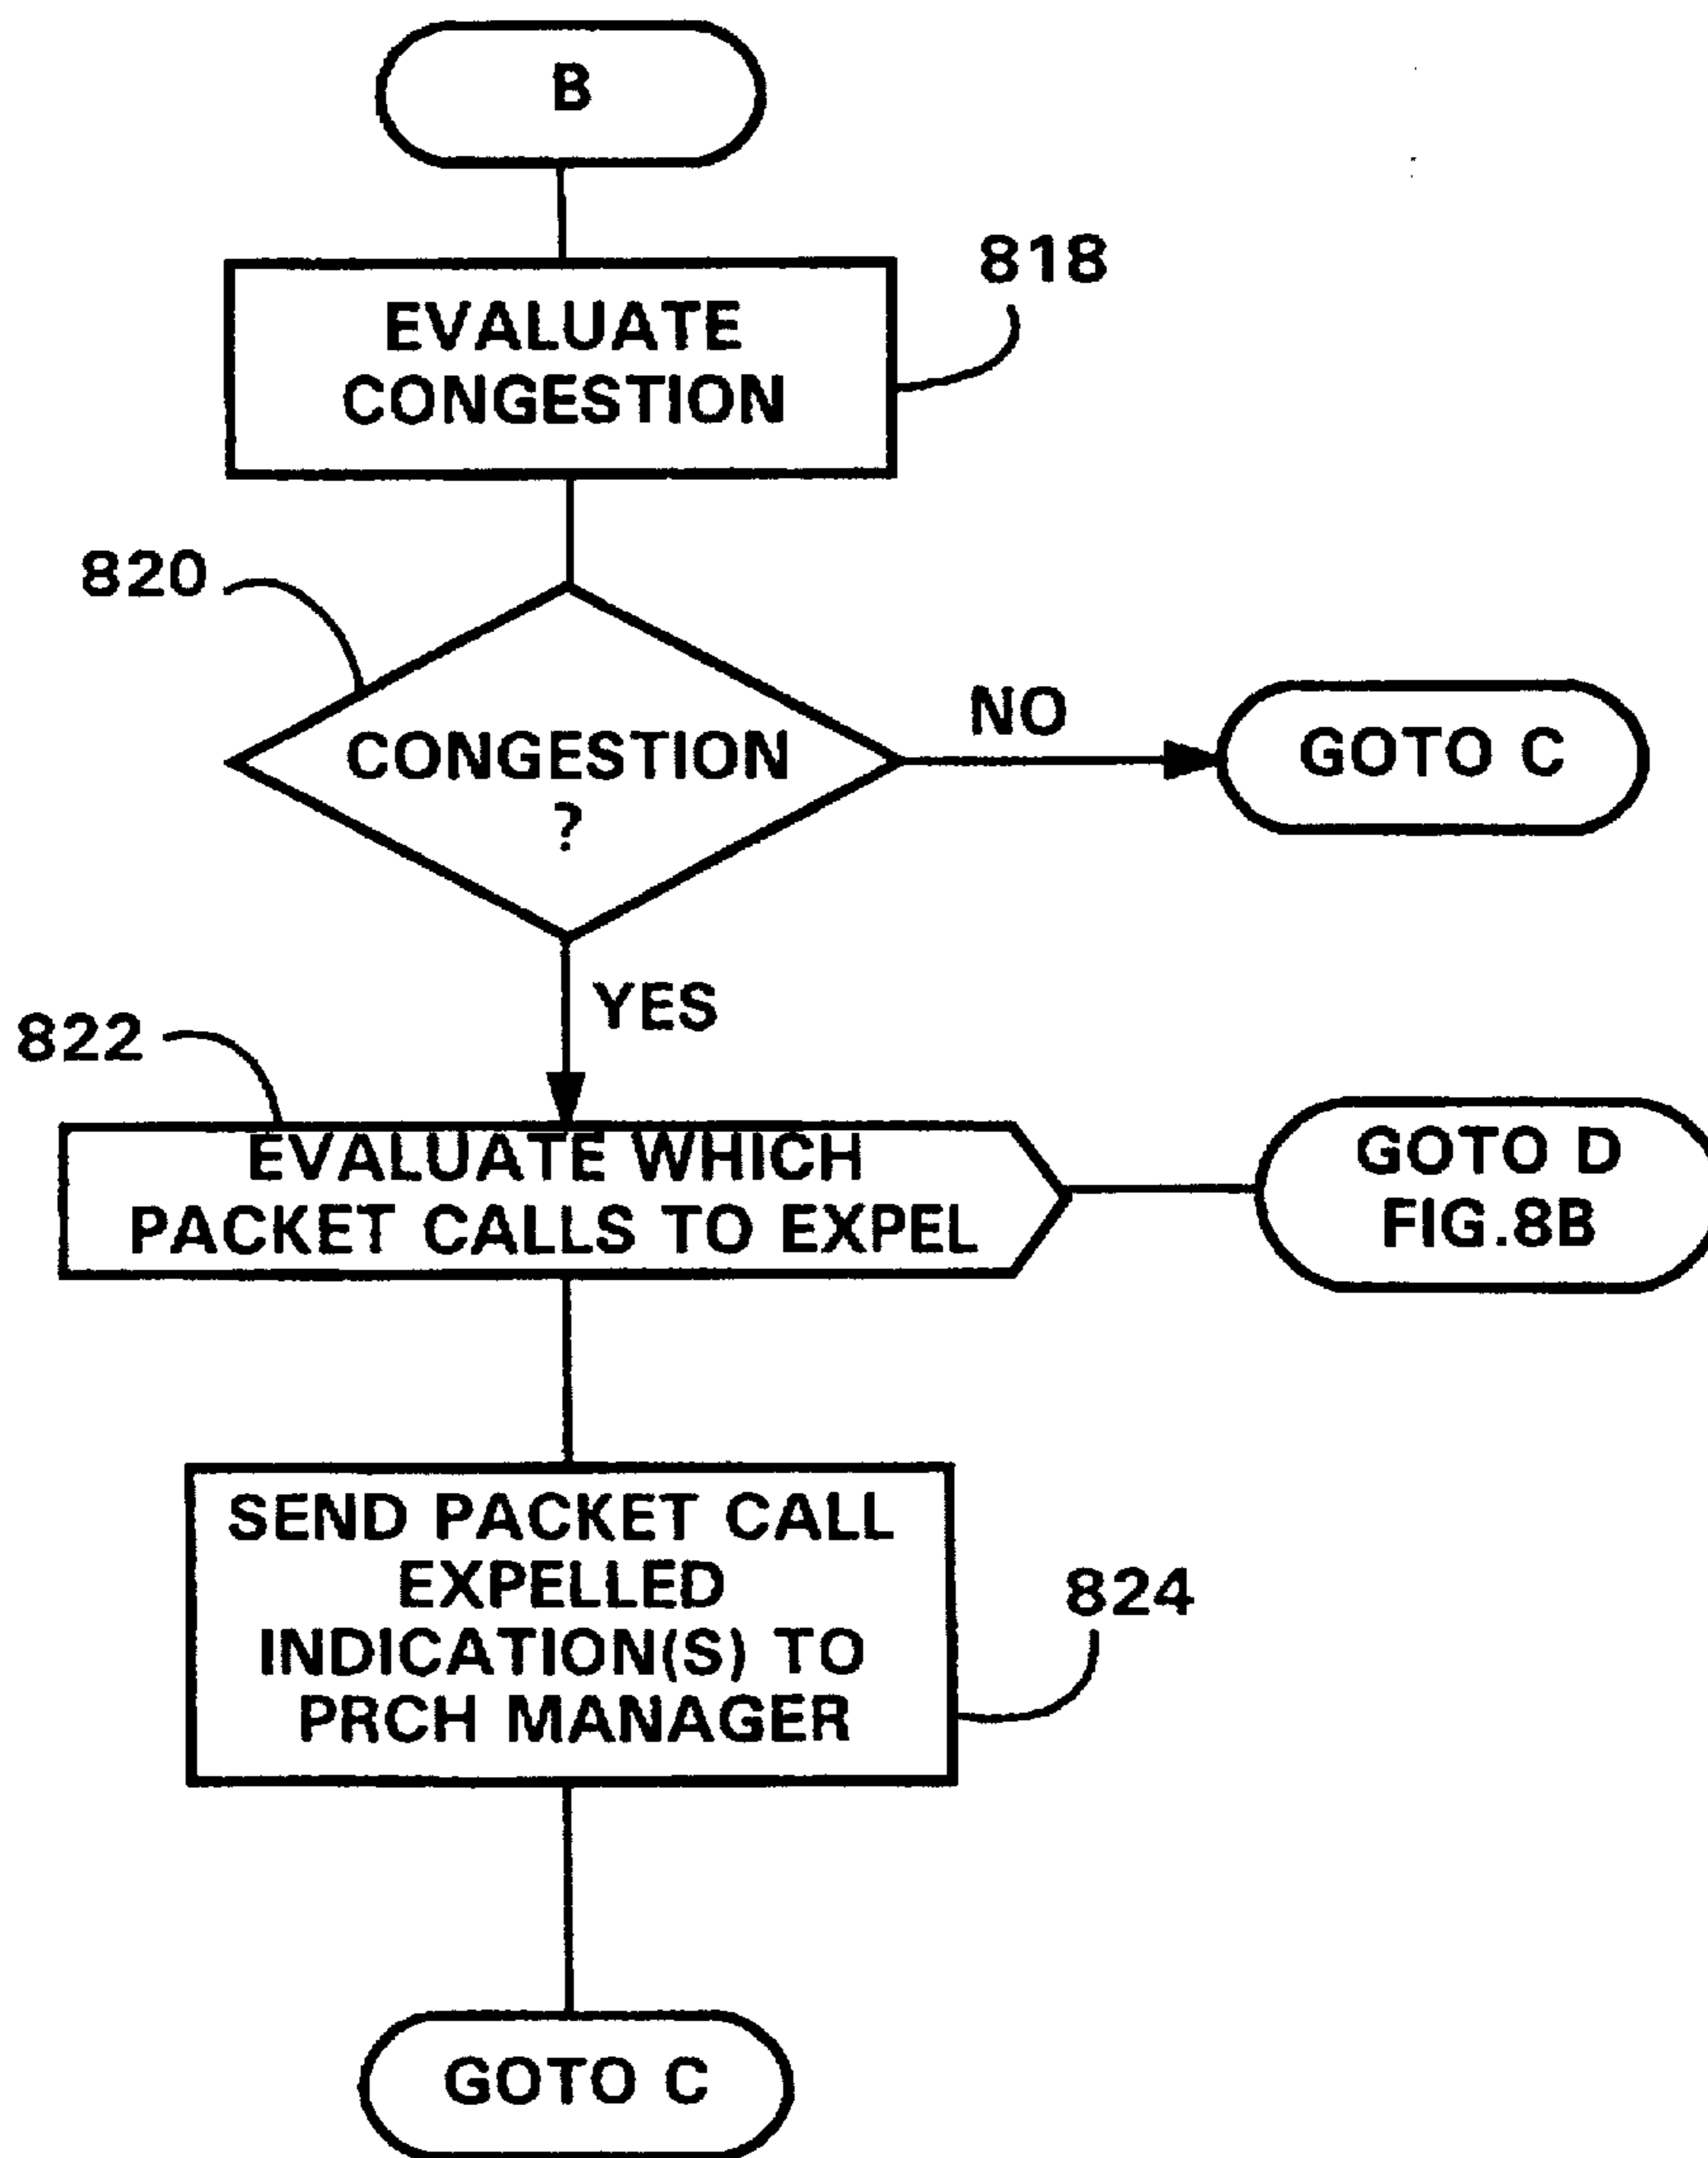 B
818
EVALUATE
CONGESTION
820
CONGESTION
?
NO
GOTO C
YES
822
EVALUATE WHICH
PACKET CALLS TO EXPEL
GOTO D
FIG.8B
SEND PACKET CALL
EXPELLED
INDICATION(S) TO
PRCH MANAGER
824
GOTO C